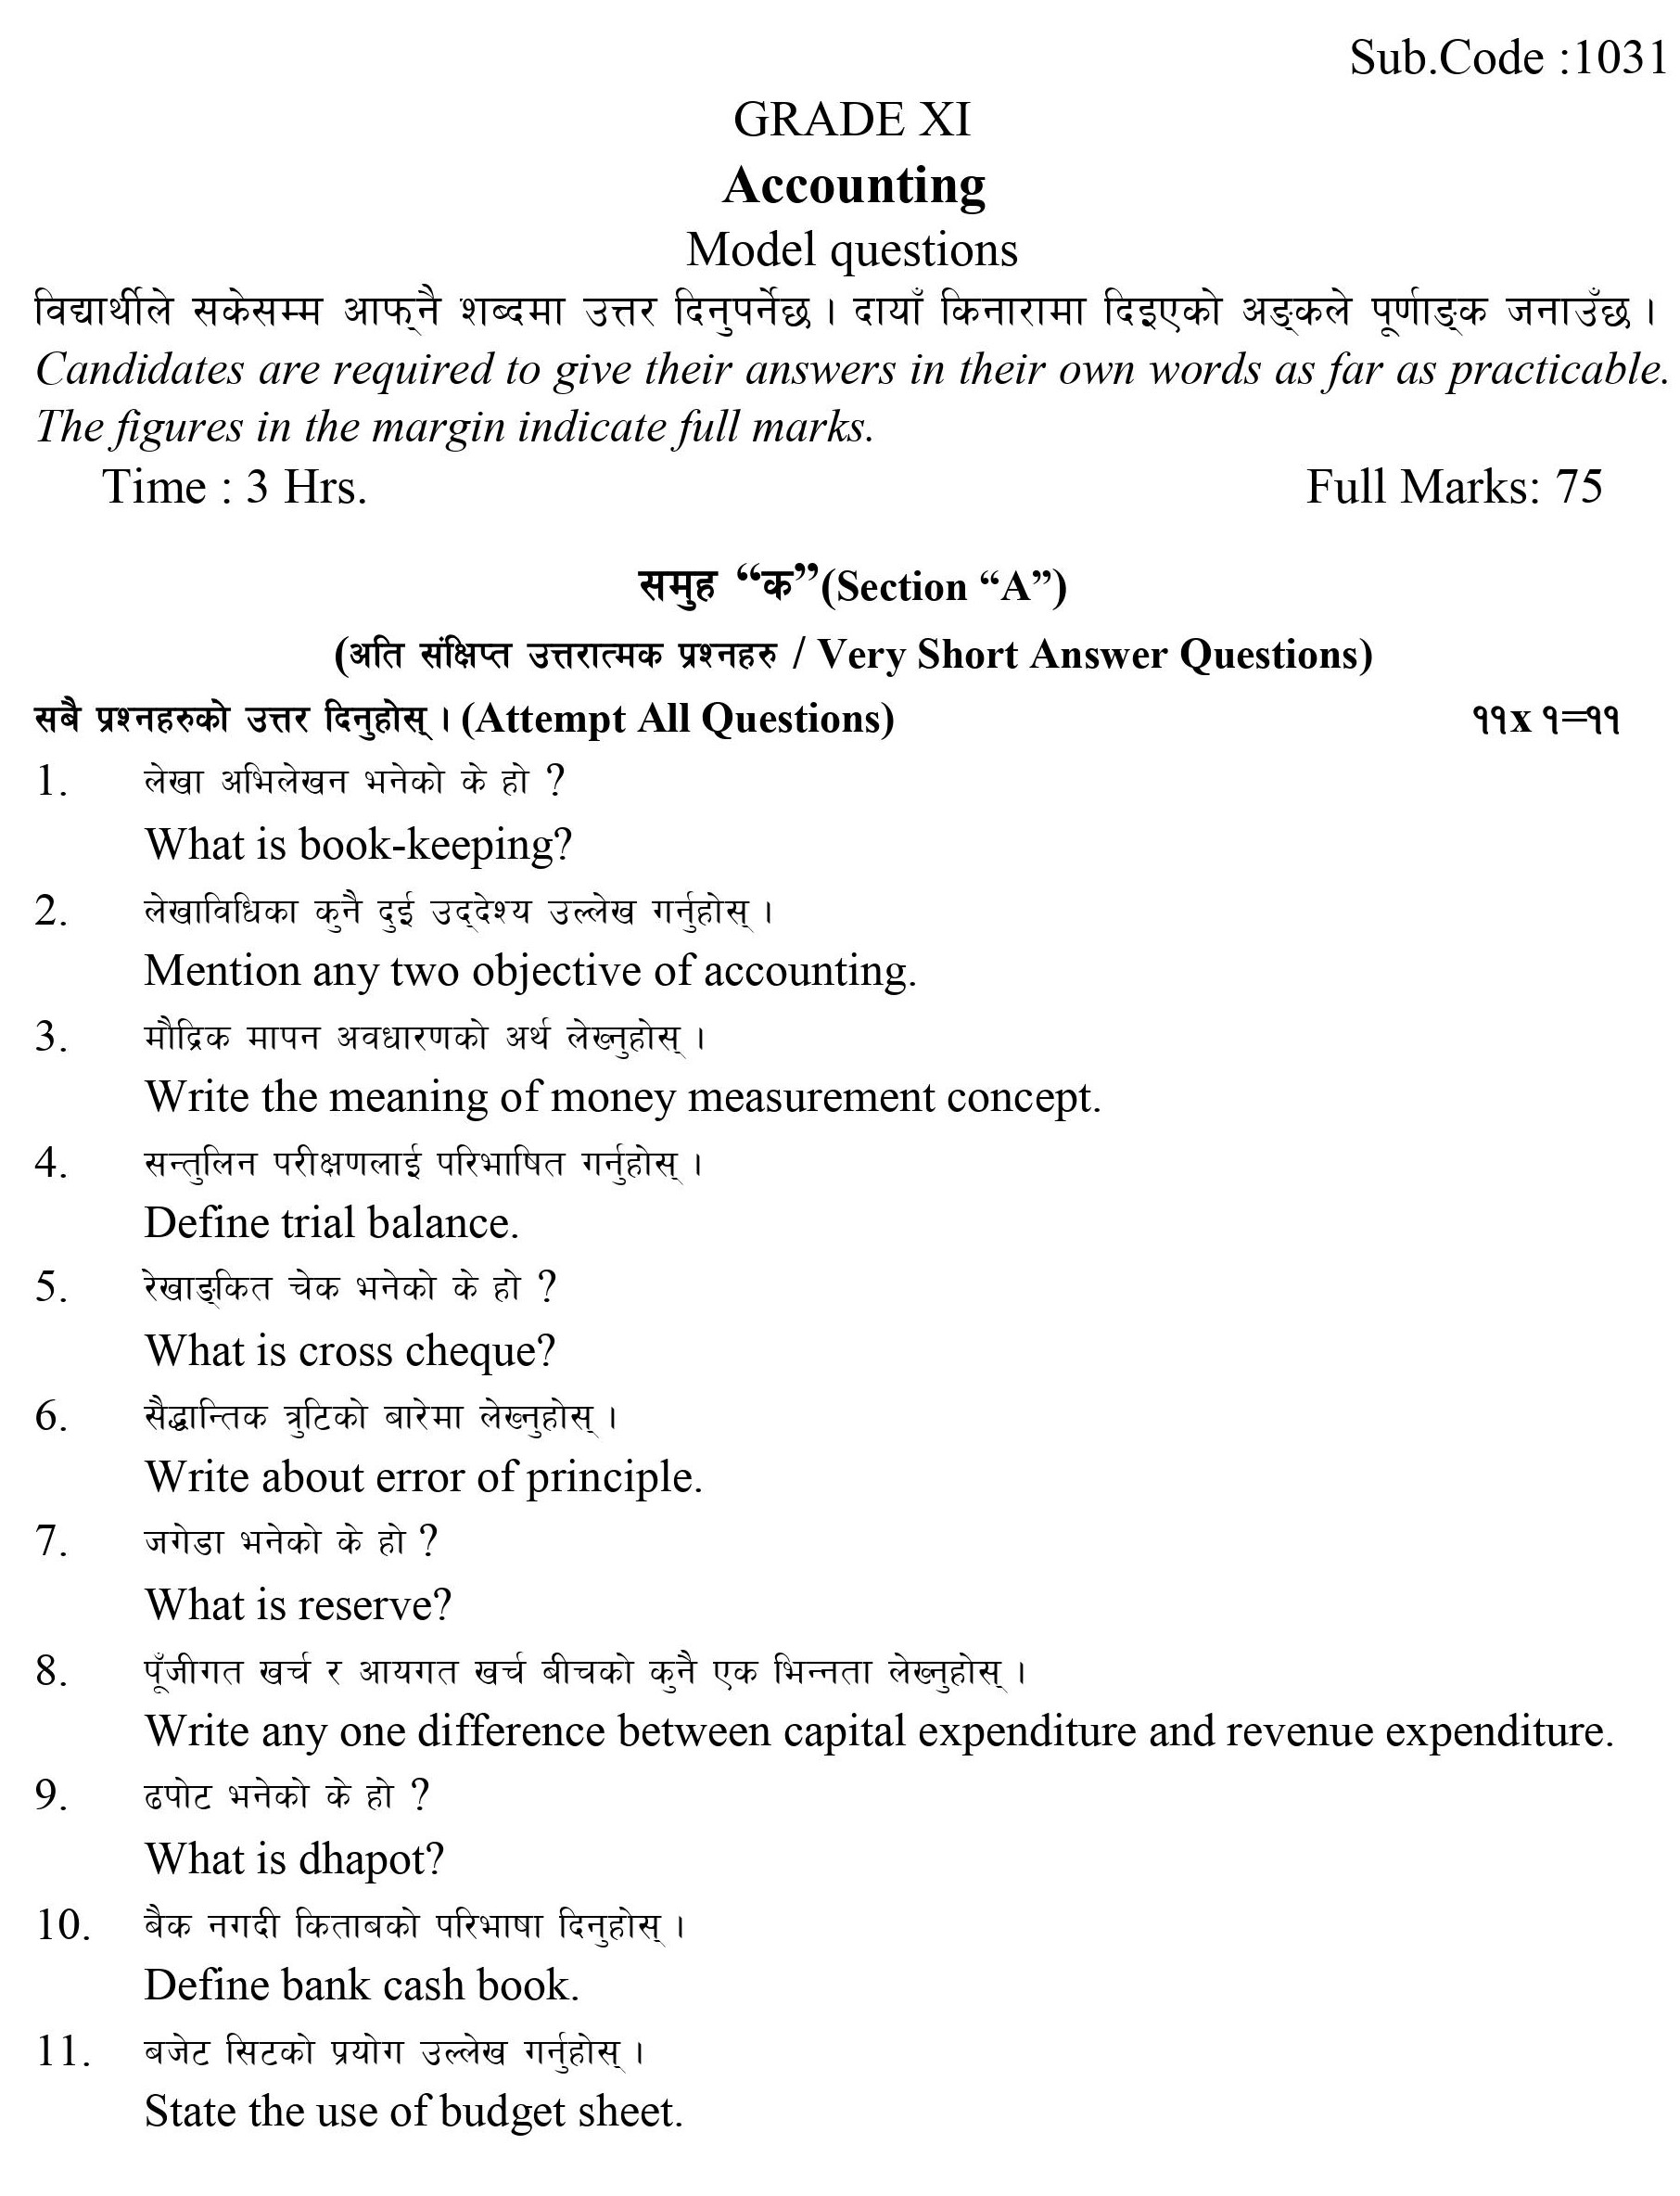 Sub.Code :1031
GRADE XI
Accounting
Model questions
विद्यार्थीले सकेसम्म आफ्नै शब्दमा उत्तर दिनुपर्नेछ । दायाँ किनारामा दिइएको अङ्कले पूर्णाङ्क जनाउँछ ।
Candidates are required to give their answers in their own words as far as practicable.
The figures in the margin indicate full marks.
Time : 3 Hrs. Full Marks: 75
समुह “क”(Section “A”)
(अति संक्षिप्त उत्तरात्मक प्रश्नहरु / Very Short Answer Questions)
सबै प्रश्नहरुको उत्तर दिनुहोस् । (Attempt All Questions) ११x १=११
1. लेखा अभिलेखन भनेको के हो ?
What is book-keeping?
2. लेखाविधिका कुनै दुई उद्देश्य उल्लेख गर्नुहोस् ।
Mention any two objective of accounting.
3. मौद्रिक मापन अवधारणको अर्थ लेख्नुहोस् ।
Write the meaning of money measurement concept.
4. सन्तुलिन परीक्षणलाई परिभाषित गर्नुहोस् ।
Define trial balance.
5. रेखाङ्कित चेक भनेको के हो ?
What is cross cheque?
6. सैद्धान्तिक त्रुटिको बारेमा लेख्नुहोस् ।
Write about error of principle.
7. जगेडा भनेको के हो ?
What is reserve?
8. पूँजीगत खर्च र आयगत खर्च बीचको कुनै एक भिन्नता लेख्नुहोस् ।
Write any one difference between capital expenditure and revenue expenditure.
9. ढपोट भनेको के हो ?
What is dhapot?
10. बैक नगदी किताबको परिभाषा दिनुहोस् ।
Define bank cash book.
11. बजेट सिटको प्रयोग उल्लेख गर्नुहोस् ।
State the use of budget sheet.